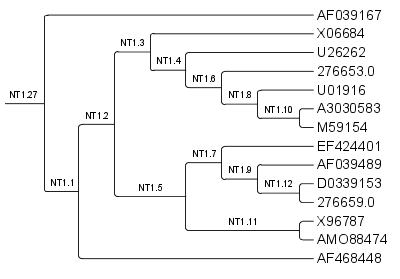 AF039167
NT1.3
X06684
U26262
NT1.4
276653.0
NT1.6
U01916
NT1.27
NT1.8
A3030583
NT1.10
NT1.2
M59154
EF424401
NT1.7
AF039489
NT1.9
NT1.1
D0339153
NT1.5
NT1.12
276659.0
X96787
NT1.11
AMO88474
AF468448